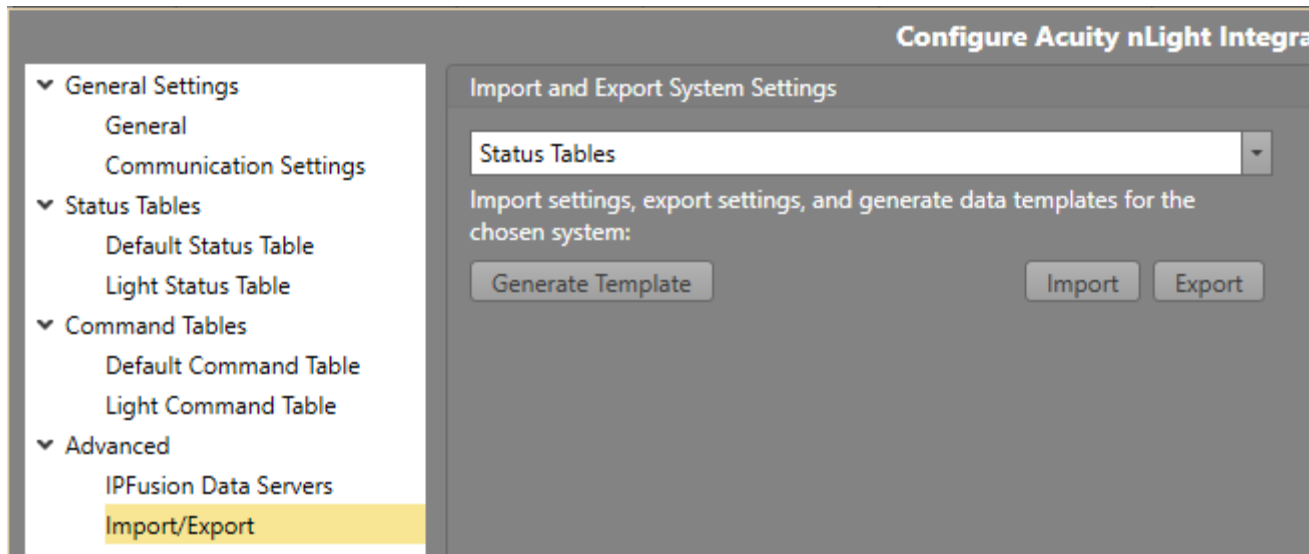 Configure Acuity nLight Integra
General Settings
General
Communication Settings
Status Tables
Default Status Table
Light Status Table
Command Tables
Default Command Table
Light Command Table
Advanced
IPFusion Data Servers
Import/Export
Import and Export System Settings
Status Tables
Import settings, export settings, and generate data templates for the
chosen system:
Generate Template
Import
Export